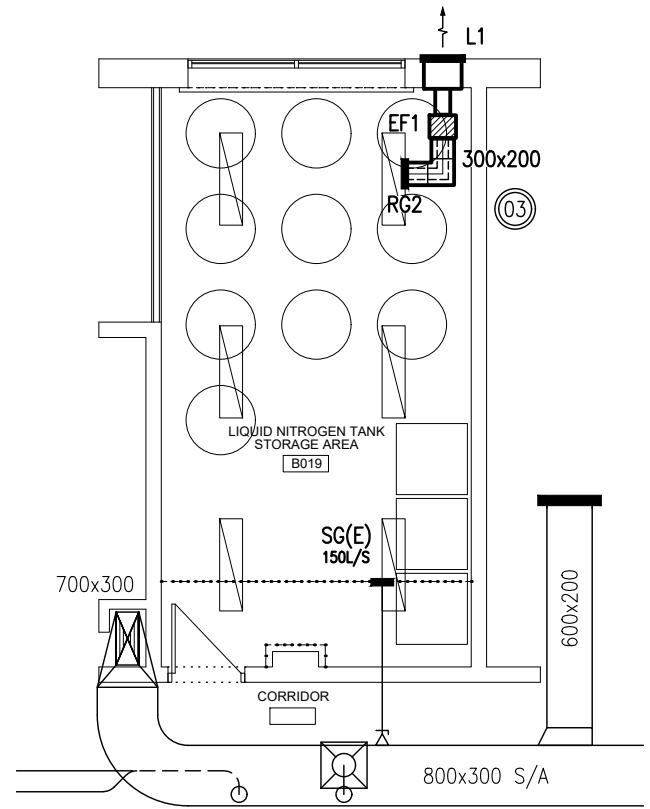 L1
EF1
300x200
RG2
03
LIQUID NITROGEN TANK
STORAGE AREA
B019
SG(E)
150L/S
700x300
600x200
CORRIDOR
800x300 S/A